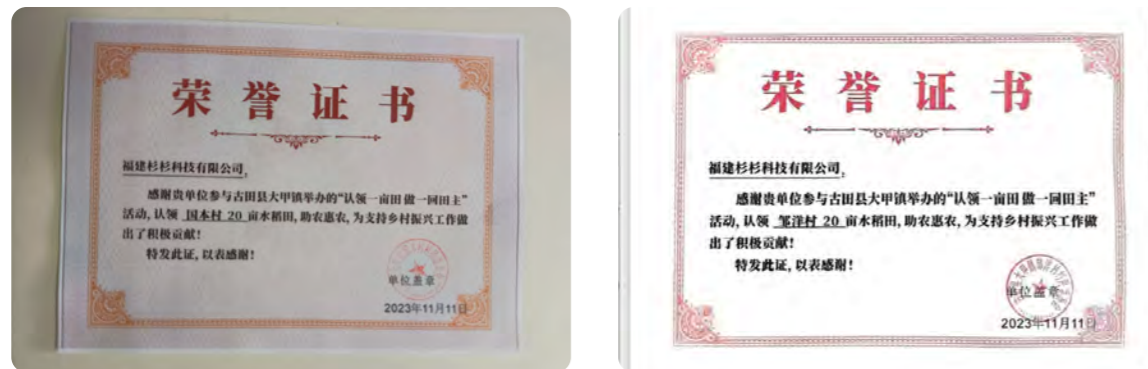 荣誉证书
福建杉杉科技有限公司:
感谢贵单位参与古田县大甲镇举办的“认领一亩田 做一回田主”
活动, 认领 国本村 20 亩水稻田, 助农惠农, 为支持乡村振兴工作做
出了积极贡献!
特发此证, 以表感谢!
单位盖章
2023年11月11日
荣誉证书
福建杉杉科技有限公司:
感谢贵单位参与古田县大甲镇举办的“认领一亩田 做一回田主”
活动, 认领 邹洋村 20 亩水稻田, 助农惠农, 为支持乡村振兴工作做
出了积极贡献!
特发此证, 以表感谢!
单位盖章
2023年11月11日